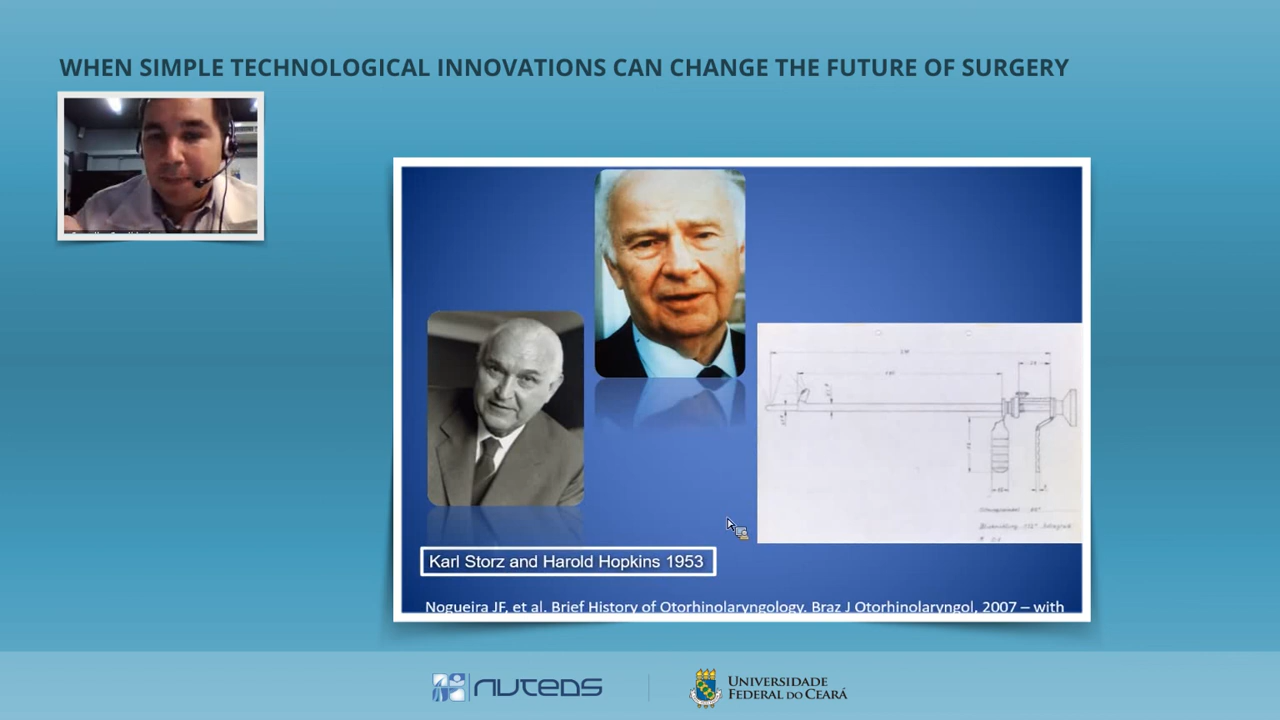 WHEN SIMPLE TECHNOLOGICAL INNOVATIONS CAN CHANGE THE FUTURE OF SURGERY
Karl Storz and Harold Hopkins 1953
Nogueira JF, et al. Brief History of Otorhinolaryngology. Braz J Otorhinolaryngol, 2007 – with
NUTEDS
UNIVERSIDADE
FEDERAL DO CEARÁ